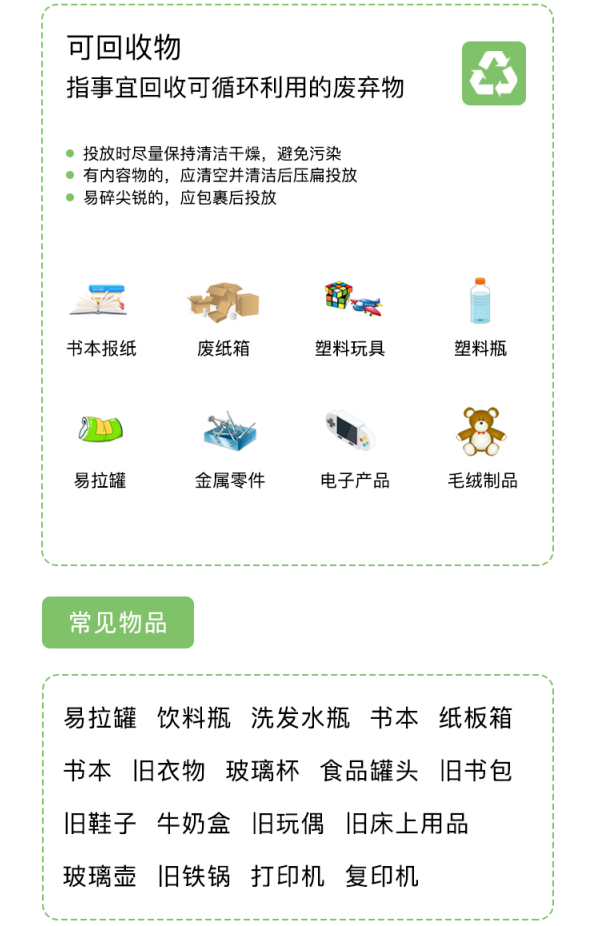 可回收物
指事宜回收可循环利用的废弃物
投放时尽量保持清洁干燥，避免污染
有内容物的，应清空并清洁后压扁投放
易碎尖锐的，应包裹后投放
书本报纸 废纸箱 塑料玩具 塑料瓶
易拉罐 金属零件 电子产品 毛绒制品
常见物品
易拉罐 饮料瓶 洗发水瓶 书本 纸板箱
书本 旧衣物 玻璃杯 食品罐头 旧书包
旧鞋子 牛奶盒 旧玩偶 旧床上用品
玻璃壶 旧铁锅 打印机 复印机